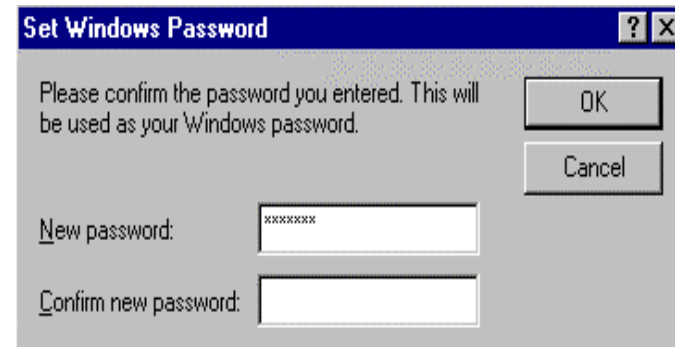 Set Windows Password
Please confirm the password you entered. This will
be used as your Windows password.
OK
Cancel
New password:
xxxxxxx
Confirm new password: